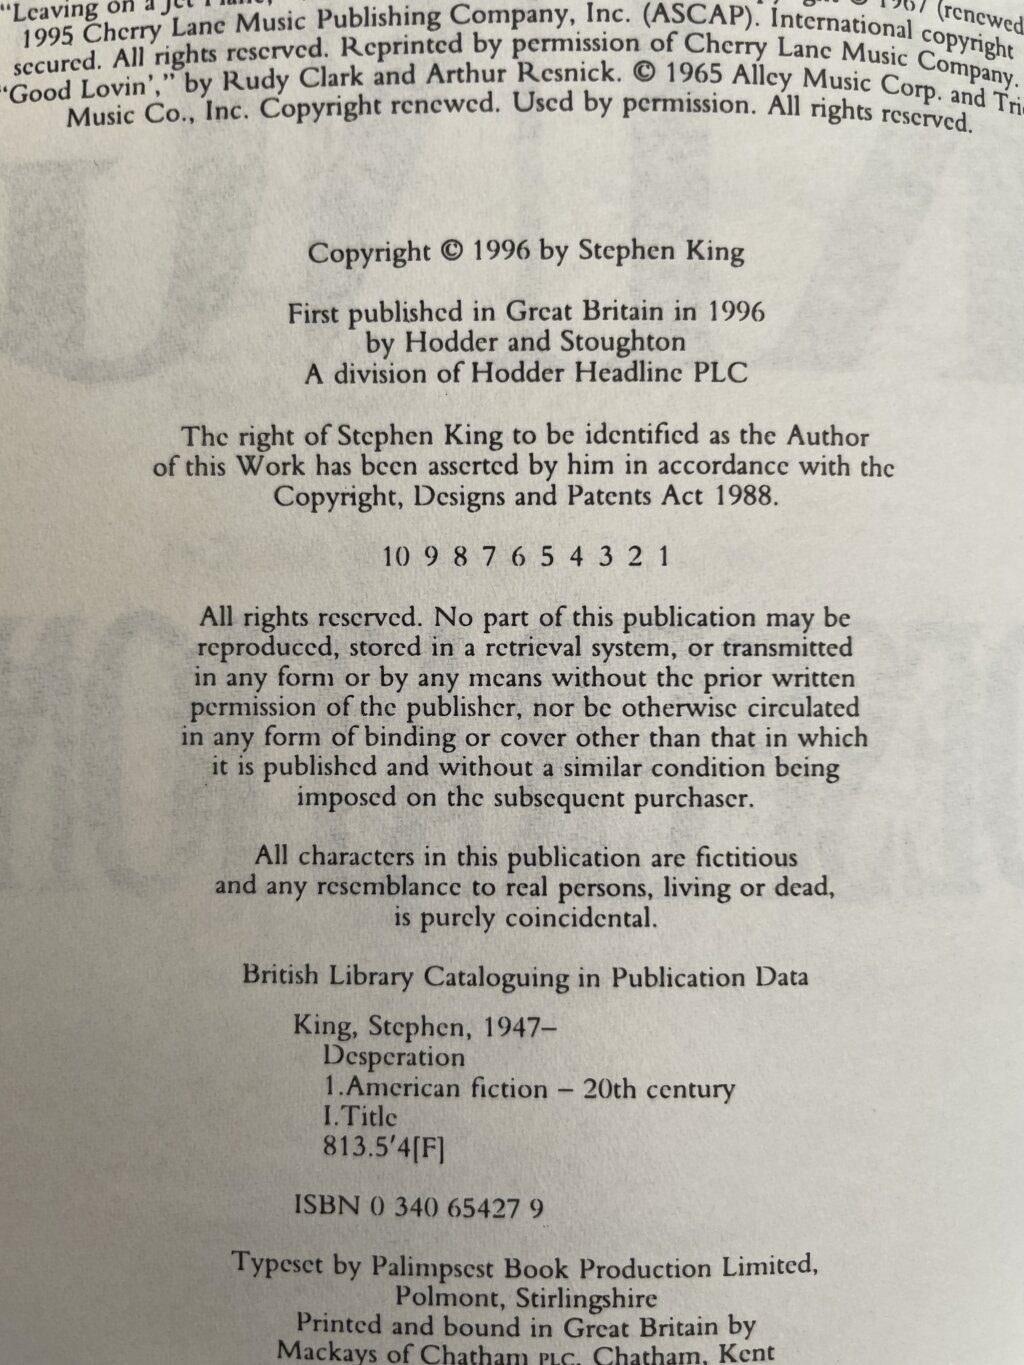 "Leaving on a Jet Plane,
© 1967 (renewed
1995 Cherry Lane Music Publishing Company, Inc. (ASCAP). International copyright
secured. All rights reserved. Reprinted by permission of Cherry Lane Music Company.
"Good Lovin'," by Rudy Clark and Arthur Resnick. © 1965 Alley Music Corp. and Trio
Music Co., Inc. Copyright renewed. Used by permission. All rights reserved.
Copyright © 1996 by Stephen King
First published in Great Britain in 1996
by Hodder and Stoughton
A division of Hodder Headline PLC
The right of Stephen King to be identified as the Author
of this Work has been asserted by him in accordance with the
Copyright, Designs and Patents Act 1988.
10 9 8 7 6 5 4 3 2 1
All rights reserved. No part of this publication may be
reproduced, stored in a retrieval system, or transmitted
in any form or by any means without the prior written
permission of the publisher, nor be otherwise circulated
in any form of binding or cover other than that in which
it is published and without a similar condition being
imposed on the subsequent purchaser.
All characters in this publication are fictitious
and any resemblance to real persons, living or dead,
is purely coincidental.
British Library Cataloguing in Publication Data
King, Stephen, 1947–
Desperation
1.American fiction – 20th century
I.Title
813.5'4[F]
ISBN 0 340 65427 9
Typeset by Palimpsest Book Production Limited,
Polmont, Stirlingshire
Printed and bound in Great Britain by
Mackays of Chatham PLC, Chatham, Kent